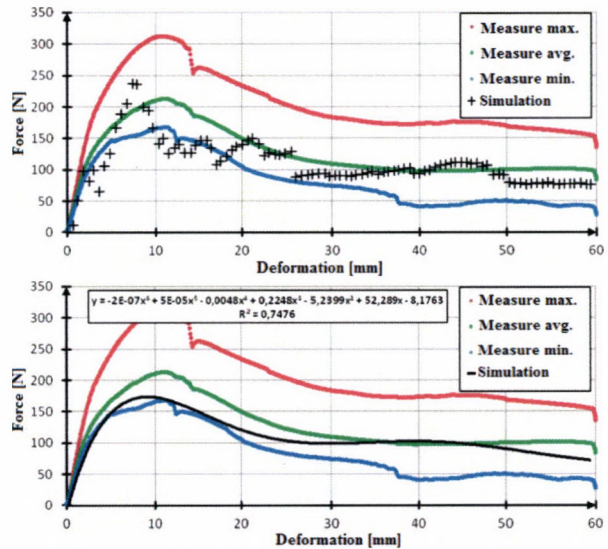 350
300
250
200
150
100
50
0
Force [N]
Measure max.
Measure avg.
Measure min.
+ Simulation
0 10 20 30 40 50 60
Deformation [mm]
y = -2E-07x⁶ + 5E-05x⁵ - 0,0048x⁴ + 0,2248x³ - 5,2399x² + 52,289x - 8,1763
R² = 0,7476
350
300
250
200
150
100
50
0
Force [N]
Measure max.
Measure avg.
Measure min.
Simulation
0 10 20 30 40 50 60
Deformation [mm]